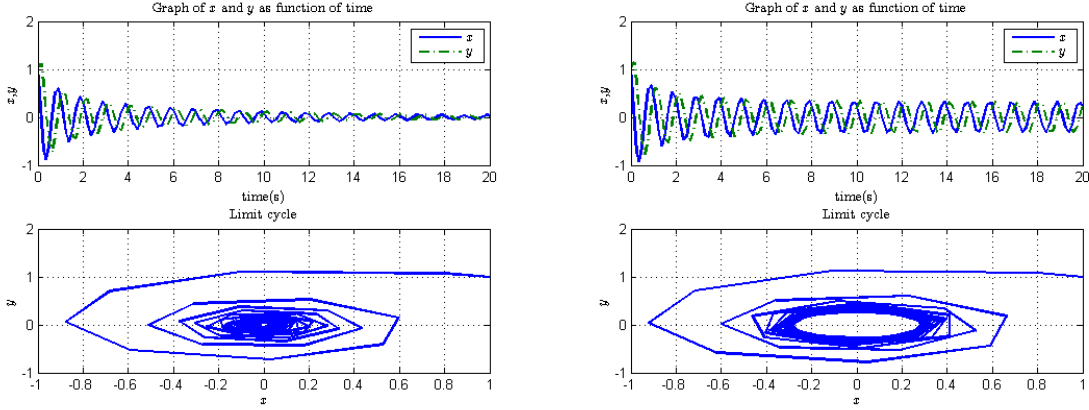 Graph of x and y as function of time
2
1
0
-1
x,y
x
y
0 2 4 6 8 10 12 14 16 18 20
time(s)
Limit cycle
2
1
0
-1
y
-1 -0.8 -0.6 -0.4 -0.2 0 0.2 0.4 0.6 0.8 1
x
Graph of x and y as function of time
2
1
0
-1
x,y
x
y
0 2 4 6 8 10 12 14 16 18 20
time(s)
Limit cycle
2
1
0
-1
y
-1 -0.8 -0.6 -0.4 -0.2 0 0.2 0.4 0.6 0.8 1
x